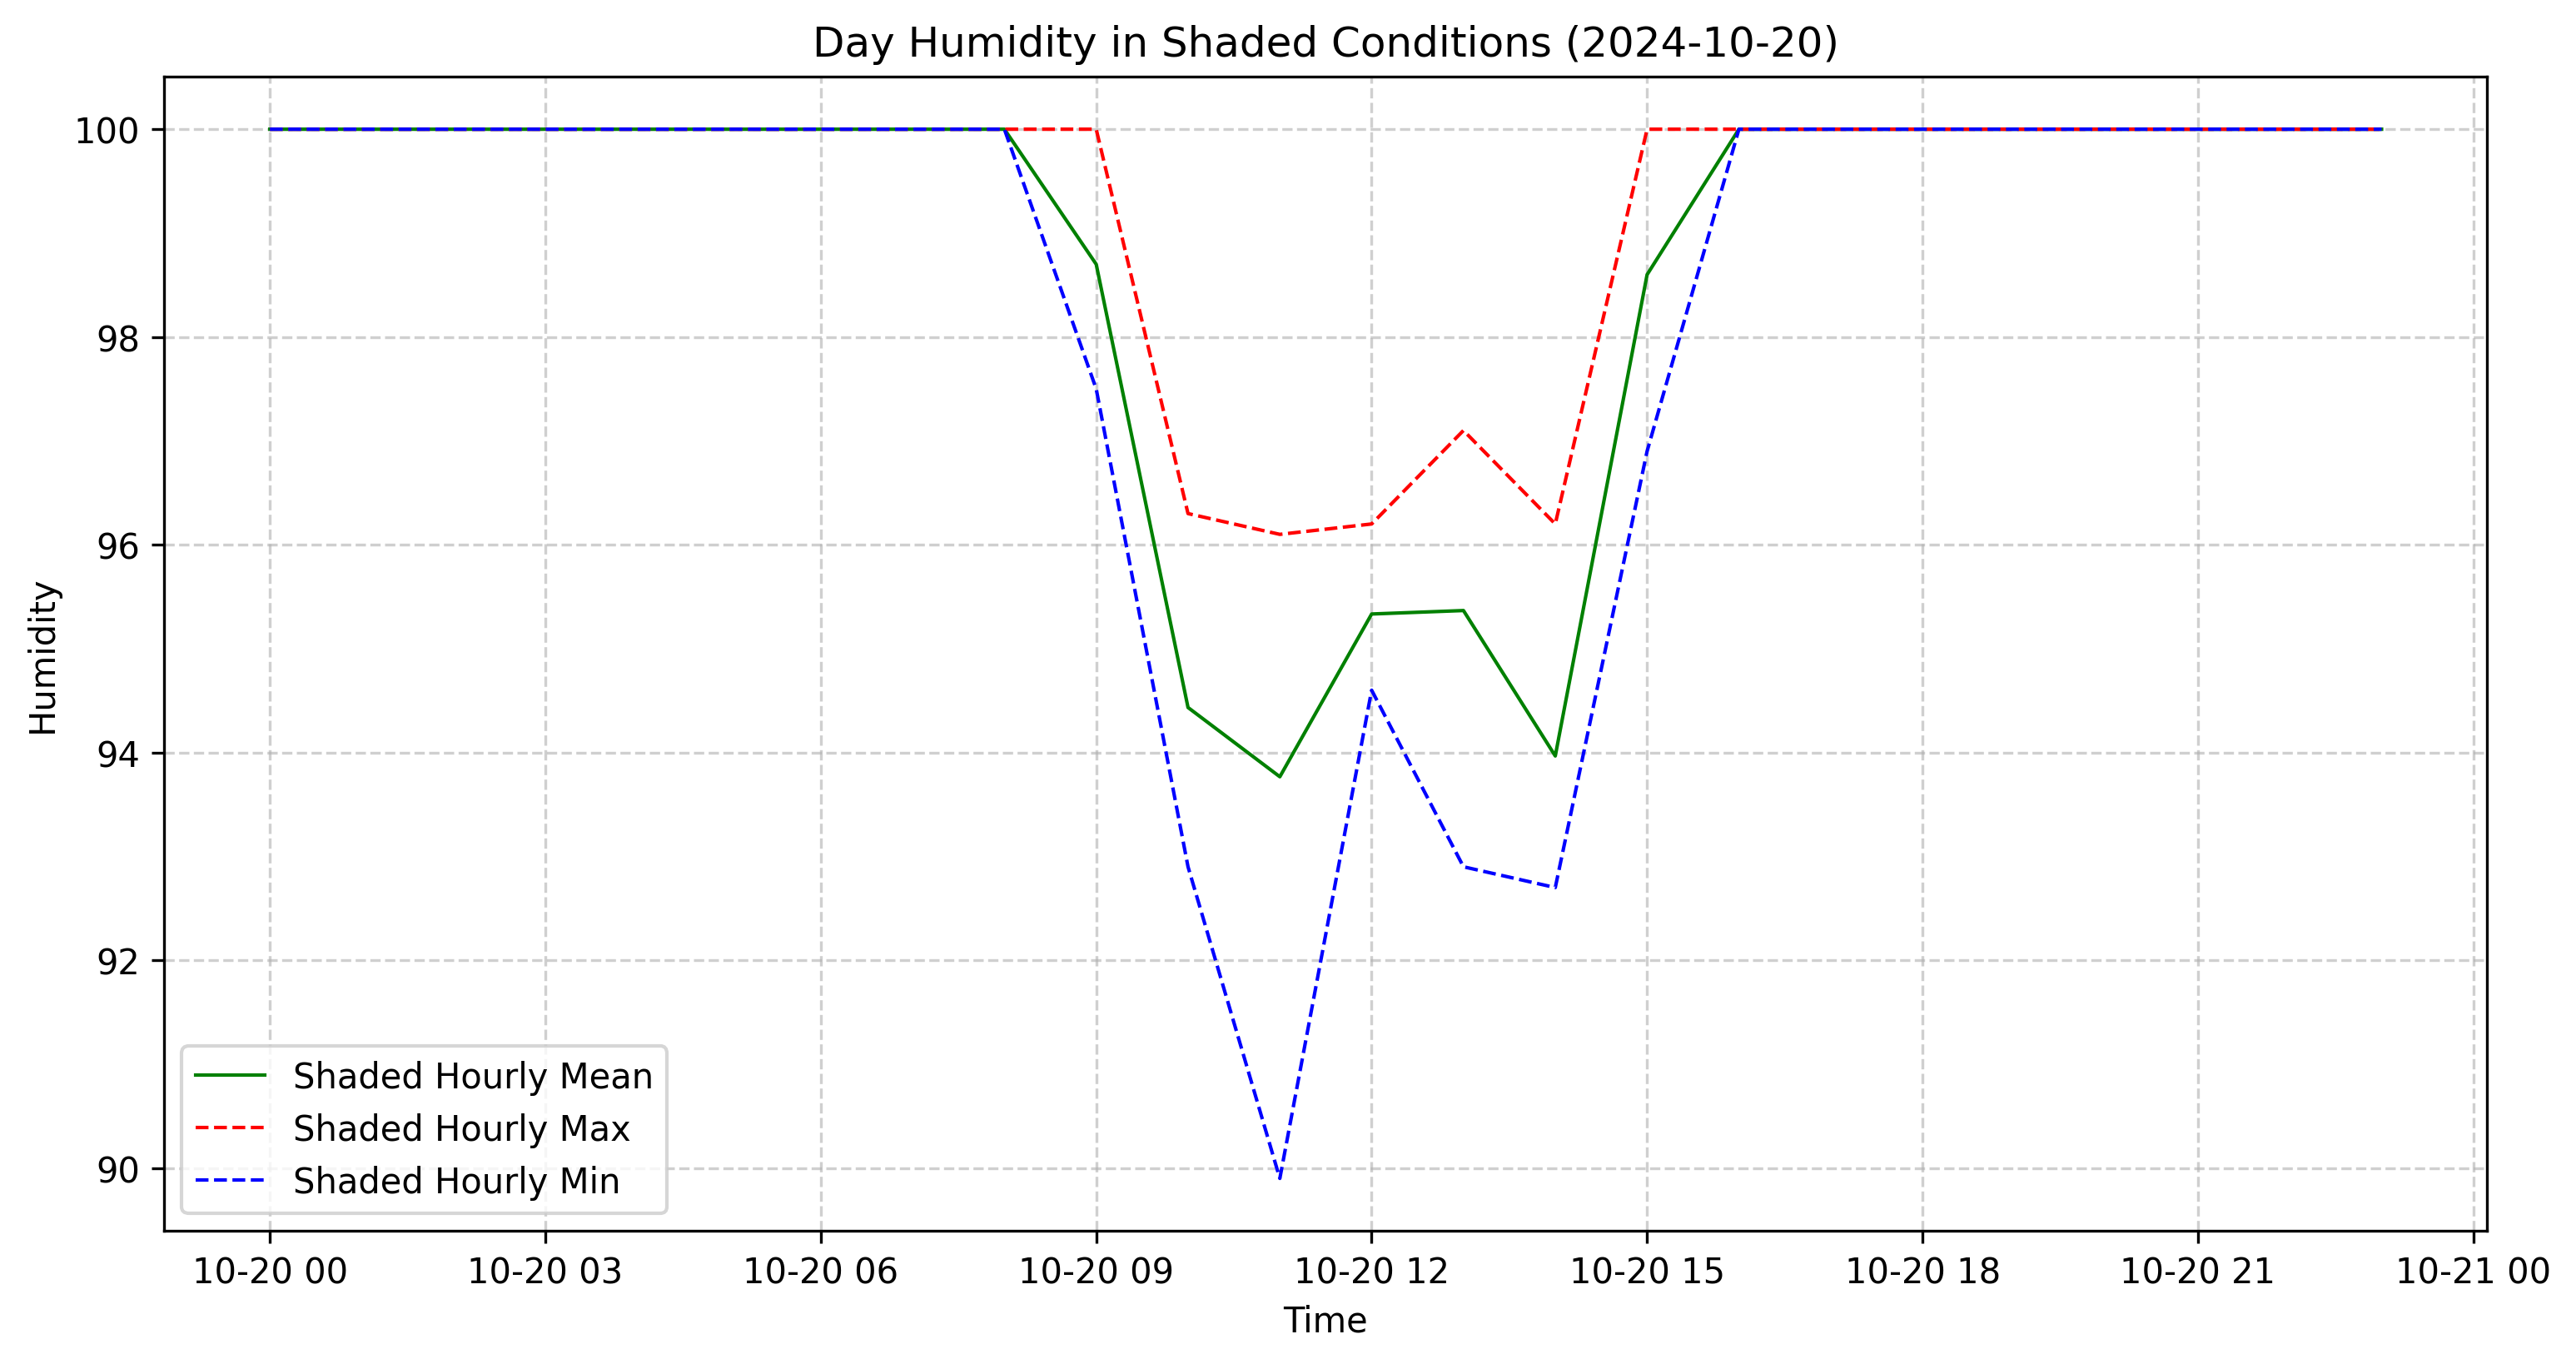 Day Humidity in Shaded Conditions (2024-10-20)
100
98
96
94
92
90
Humidity
Shaded Hourly Mean
Shaded Hourly Max
Shaded Hourly Min
10-20 00 10-20 03 10-20 06 10-20 09 10-20 12 10-20 15 10-20 18 10-20 21 10-21 00
Time